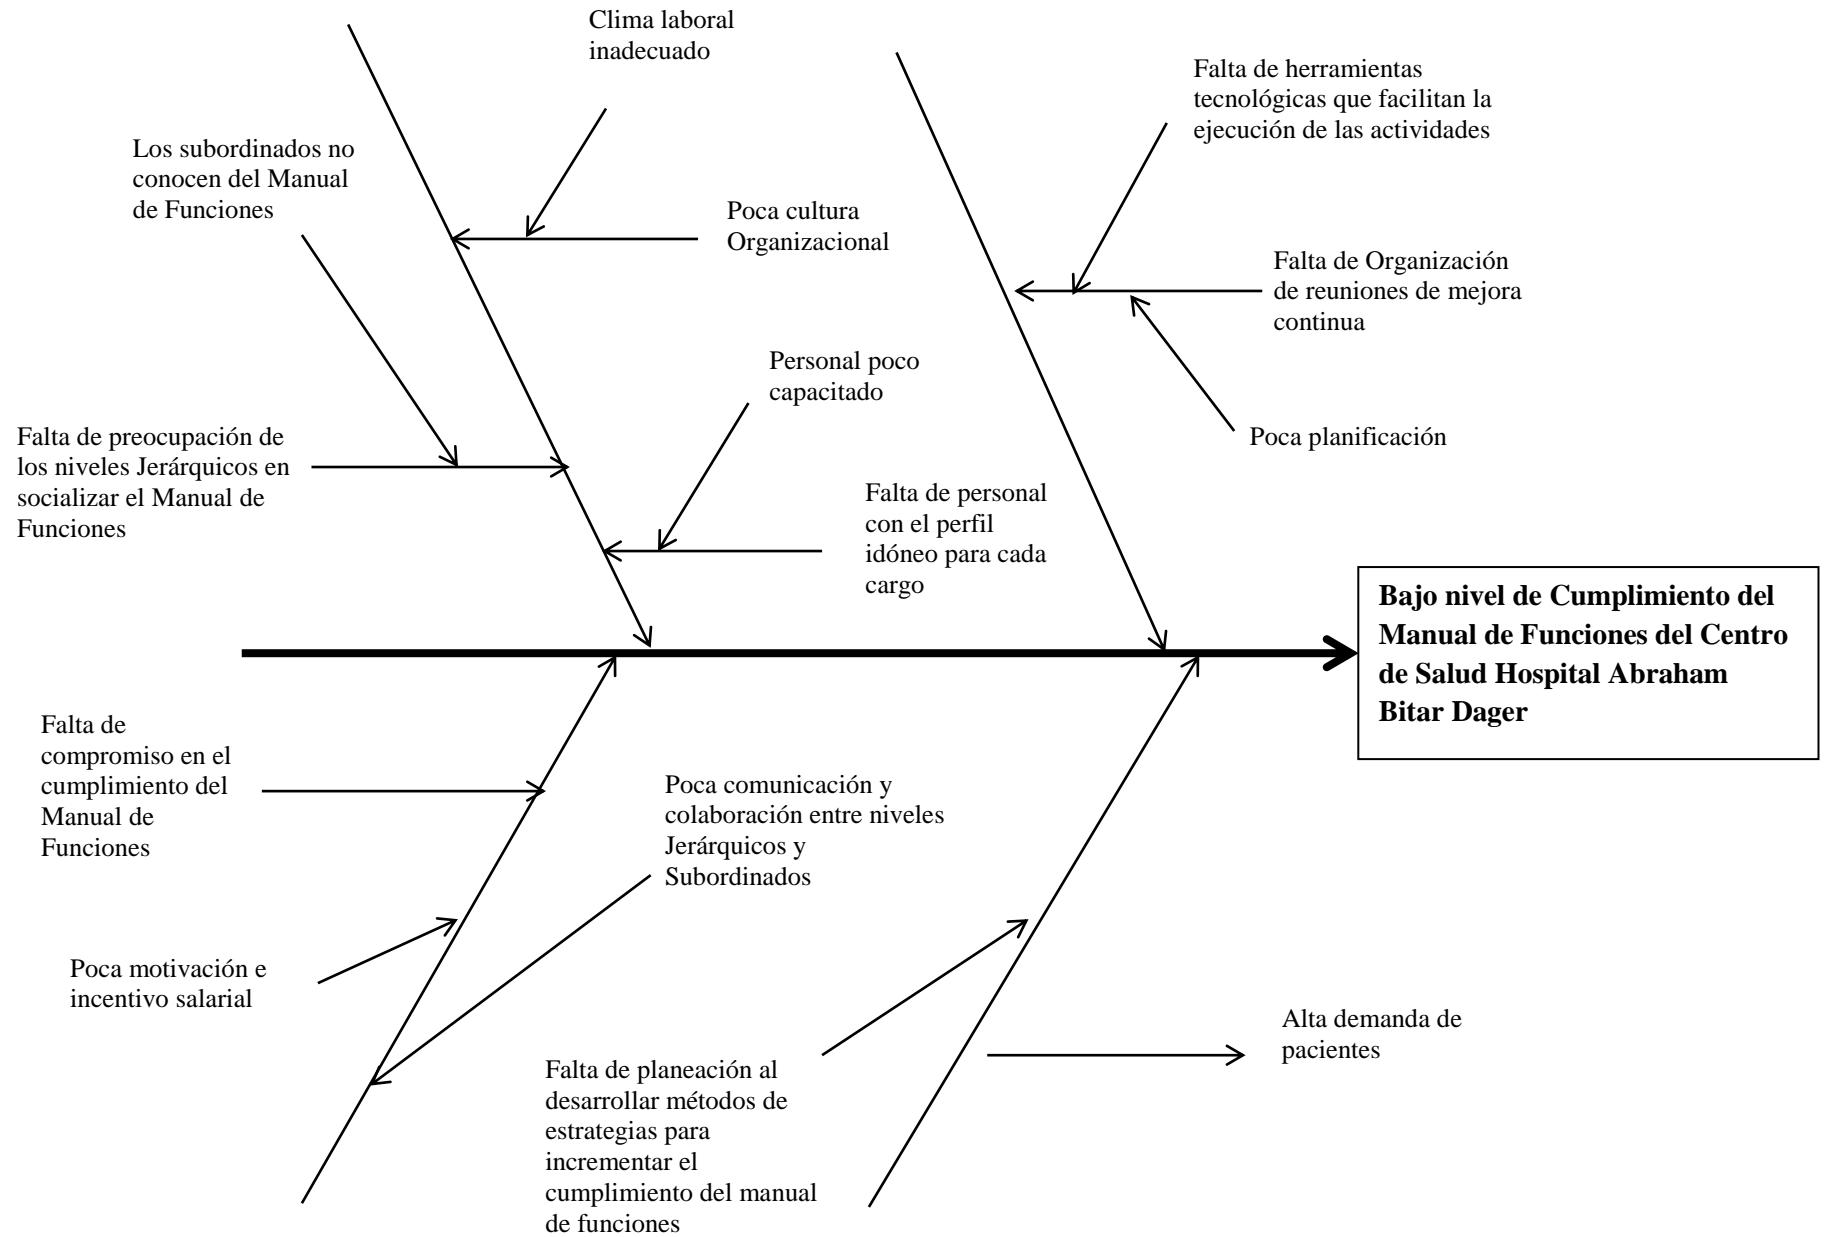 Clima laboral
inadecuado
Falta de herramientas
tecnológicas que facilitan la
ejecución de las actividades
Los subordinados no
conocen del Manual
de Funciones
Poca cultura
Organizacional
Falta de Organización
de reuniones de mejora
continua
Personal poco
capacitado
Poca planificación
Falta de preocupación de
los niveles Jerárquicos en
socializar el Manual de
Funciones
Falta de personal
con el perfil
idóneo para cada
cargo
Bajo nivel de Cumplimiento del
Manual de Funciones del Centro
de Salud Hospital Abraham
Bitar Dager
Falta de
compromiso en el
cumplimiento del
Manual de
Funciones
Poca comunicación y
colaboración entre niveles
Jerárquicos y
Subordinados
Poca motivación e
incentivo salarial
Alta demanda de
pacientes
Falta de planeación al
desarrollar métodos de
estrategias para
incrementar el
cumplimiento del manual
de funciones